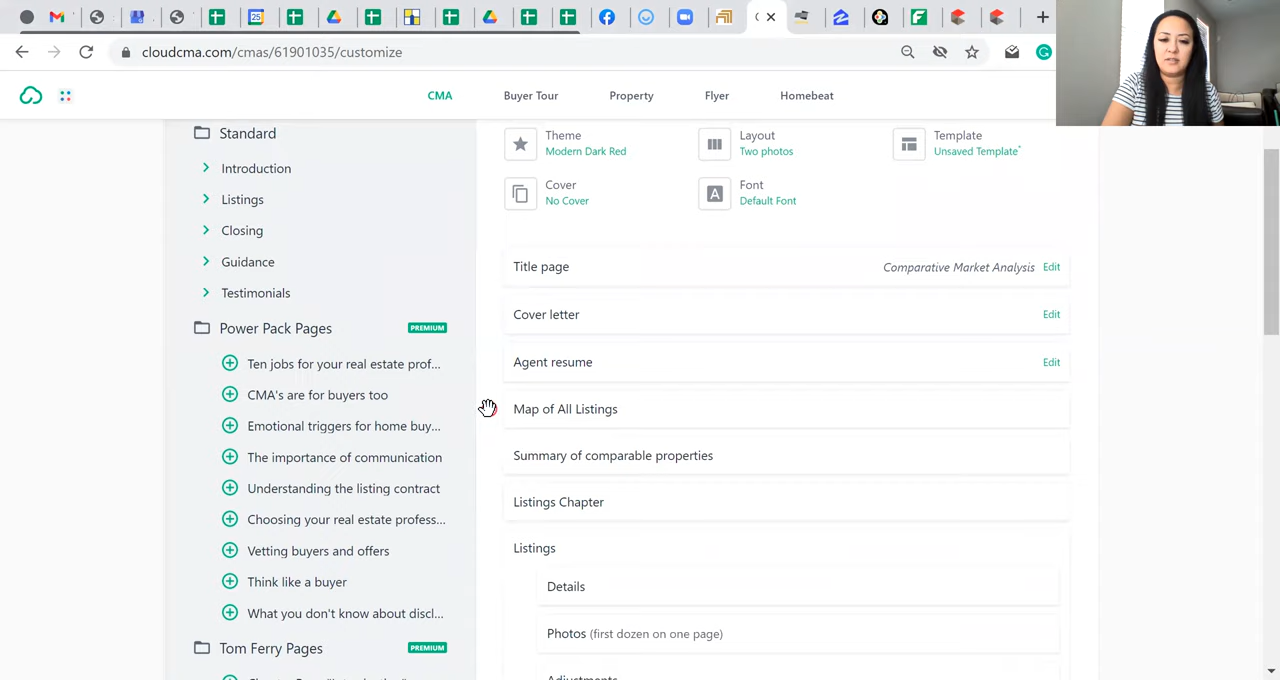 25
cloudcma.com/cmas/61901035/customize
CMA
Buyer Tour
Property
Flyer
Homebeat
Standard
Introduction
Listings
Closing
Guidance
Testimonials
Power Pack Pages
PREMIUM
Ten jobs for your real estate prof...
CMA's are for buyers too
Emotional triggers for home buy...
The importance of communication
Understanding the listing contract
Choosing your real estate profess...
Vetting buyers and offers
Think like a buyer
What you don't know about discl...
Tom Ferry Pages
PREMIUM
Theme
Modern Dark Red
Layout
Two photos
Template
Unsaved Template*
Cover
No Cover
A
Font
Default Font
Title page
Comparative Market Analysis Edit
Cover letter
Edit
Agent resume
Edit
Map of All Listings
Summary of comparable properties
Listings Chapter
Listings
Details
Photos (first dozen on one page)
Adjustments